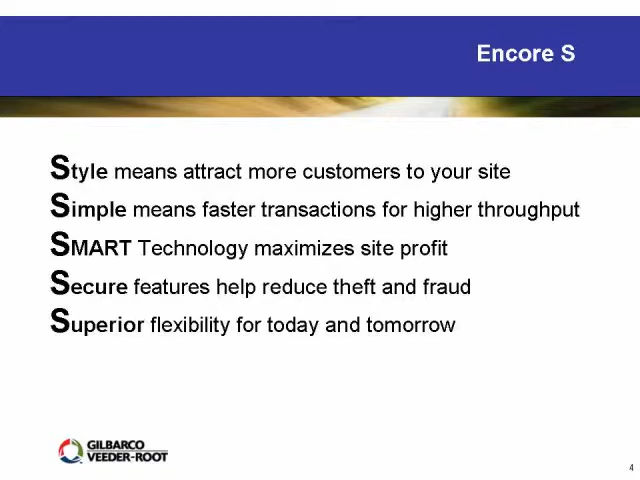 Encore S
Style means attract more customers to your site
Simple means faster transactions for higher throughput
SMART Technology maximizes site profit
Secure features help reduce theft and fraud
Superior flexibility for today and tomorrow
GILBARCO
VEEDER-ROOT
4